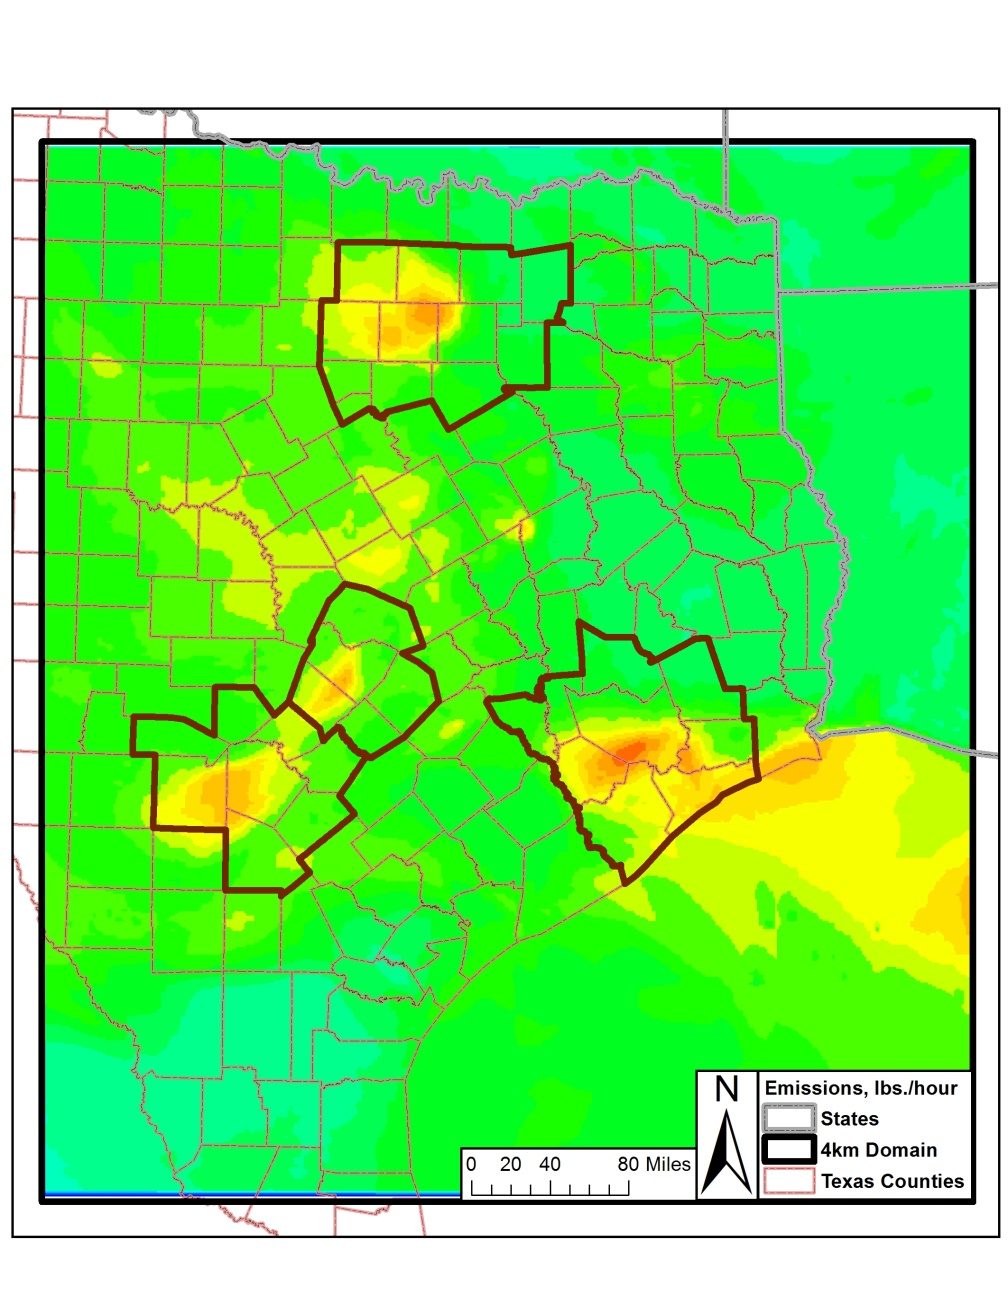 N
Emissions, lbs./hour
States
4km Domain
Texas Counties
0 20 40 80 Miles